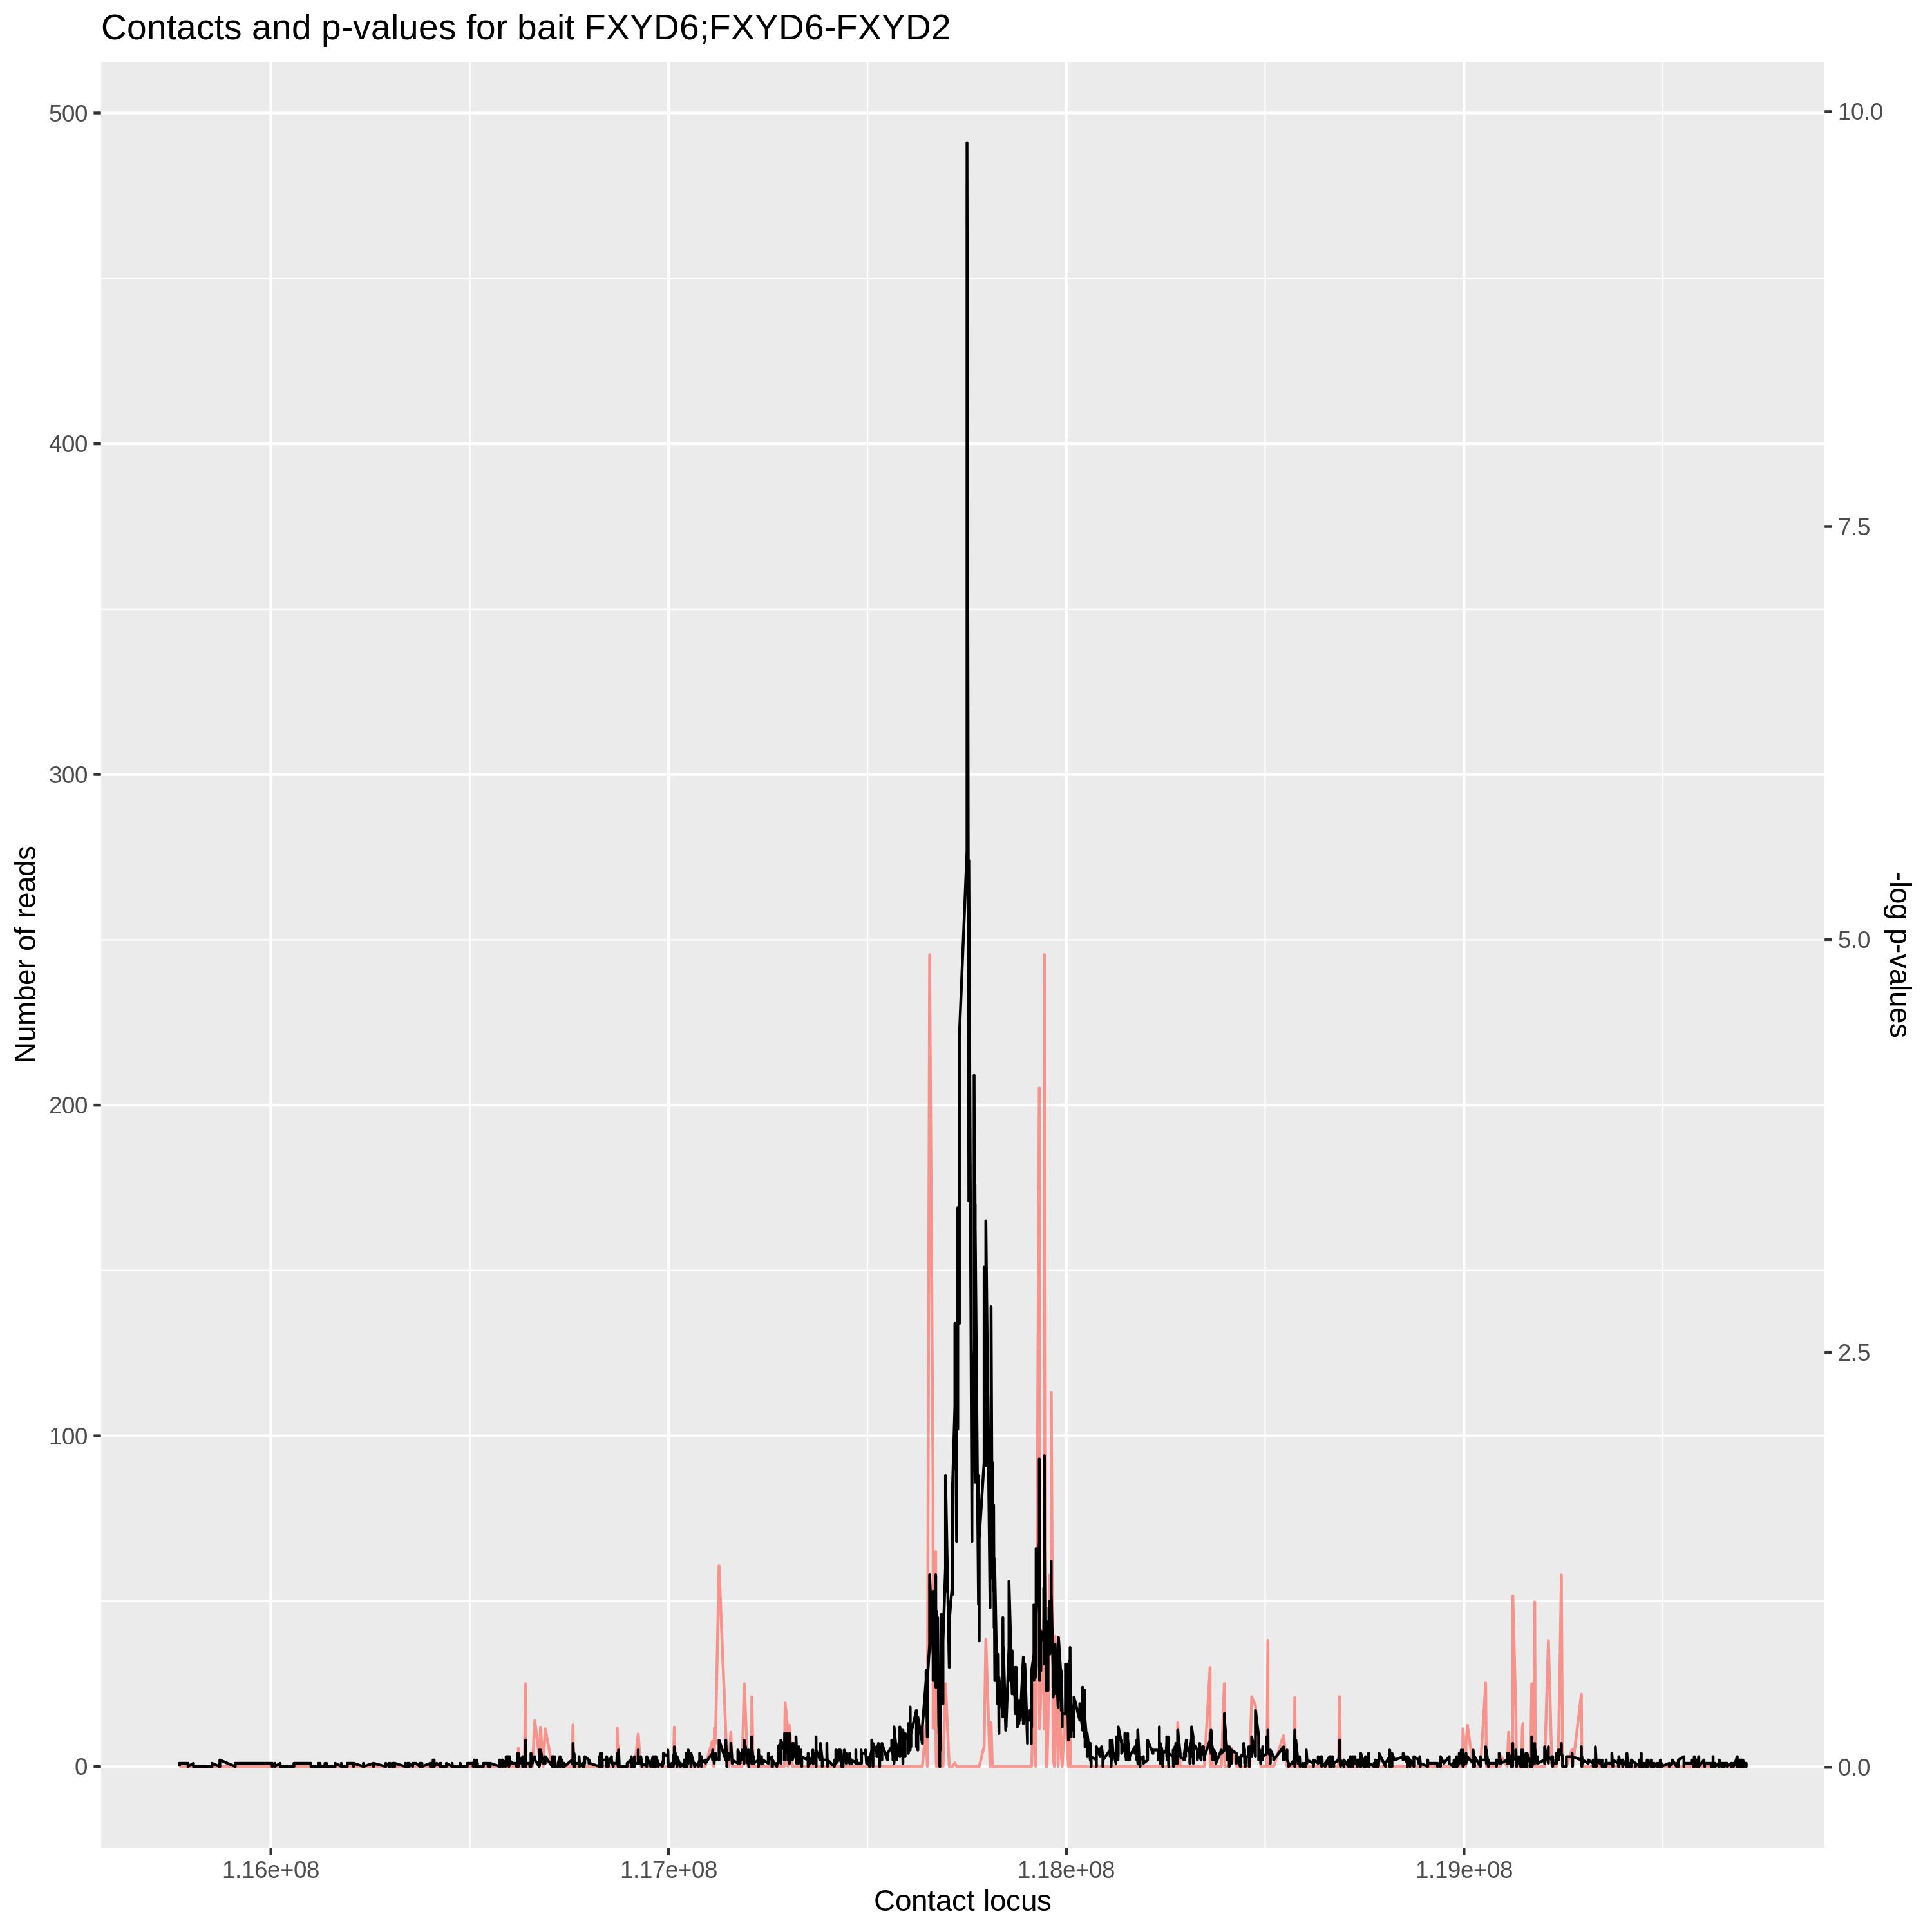 Contacts and p-values for bait FXYD6;FXYD6-FXYD2
500
400
300
200
100
0
Number of reads
10.0
7.5
5.0
2.5
0.0
-log p-values
1.16e+08
1.17e+08
1.18e+08
1.19e+08
Contact locus